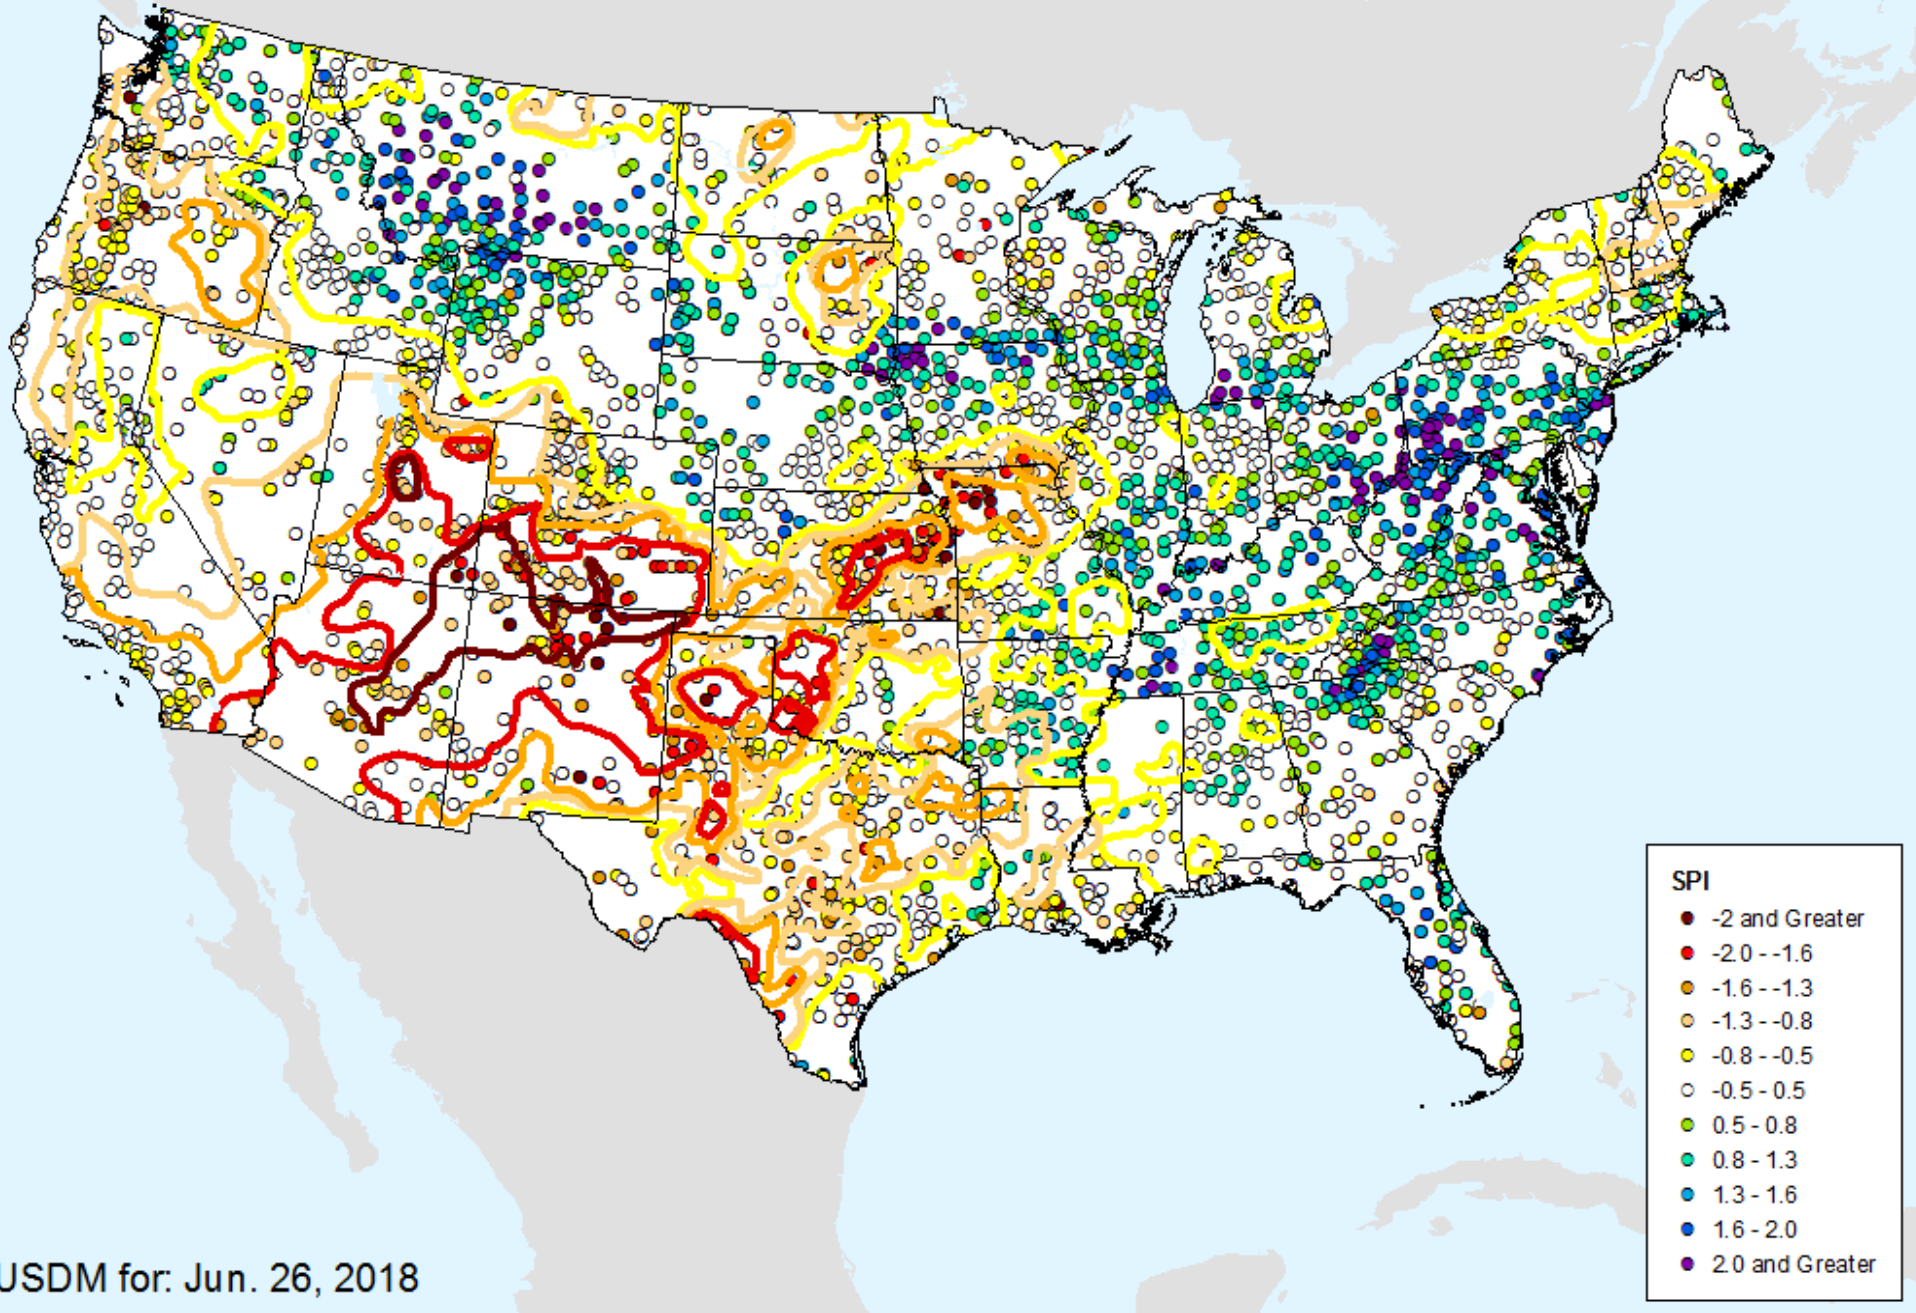 SPI
-2 and Greater
-2.0 - -1.6
-1.6 - -1.3
-1.3 - -0.8
-0.8 - -0.5
-0.5 - 0.5
0.5 - 0.8
0.8 - 1.3
1.3 - 1.6
1.6 - 2.0
2.0 and Greater
USDM for: Jun. 26, 2018